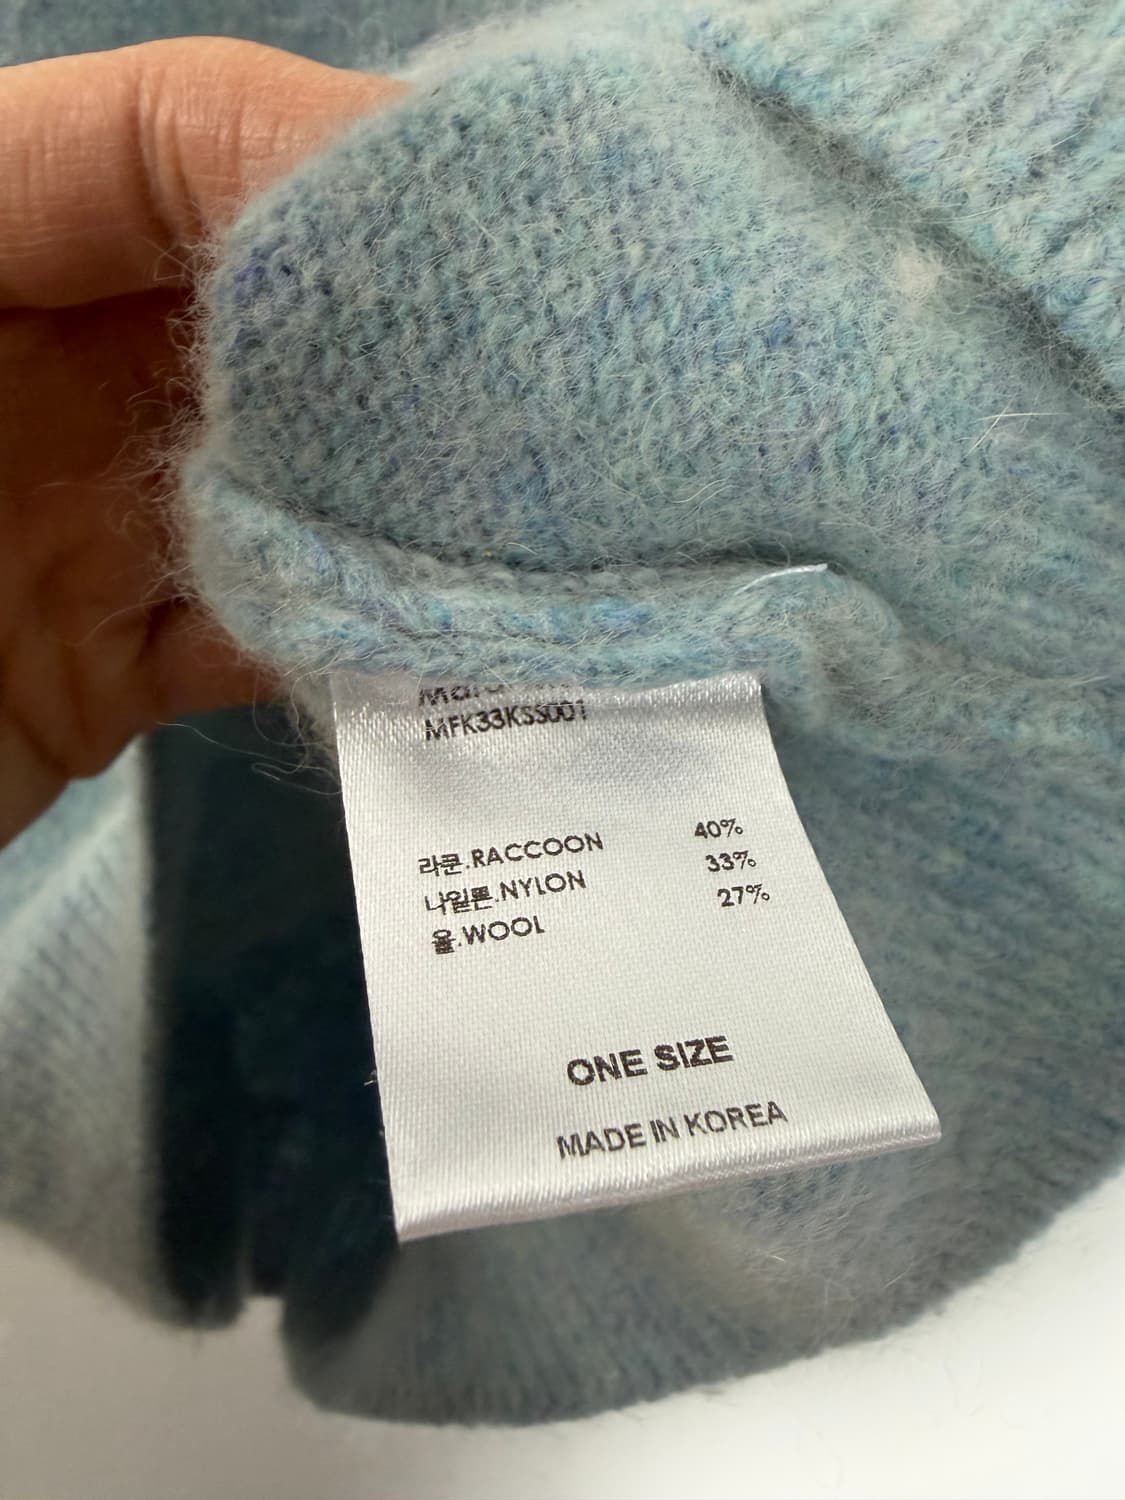 MFK33KSS001
라쿤.RACCOON 40%
나일론.NYLON 33%
울.WOOL 27%
ONE SIZE
MADE IN KOREA